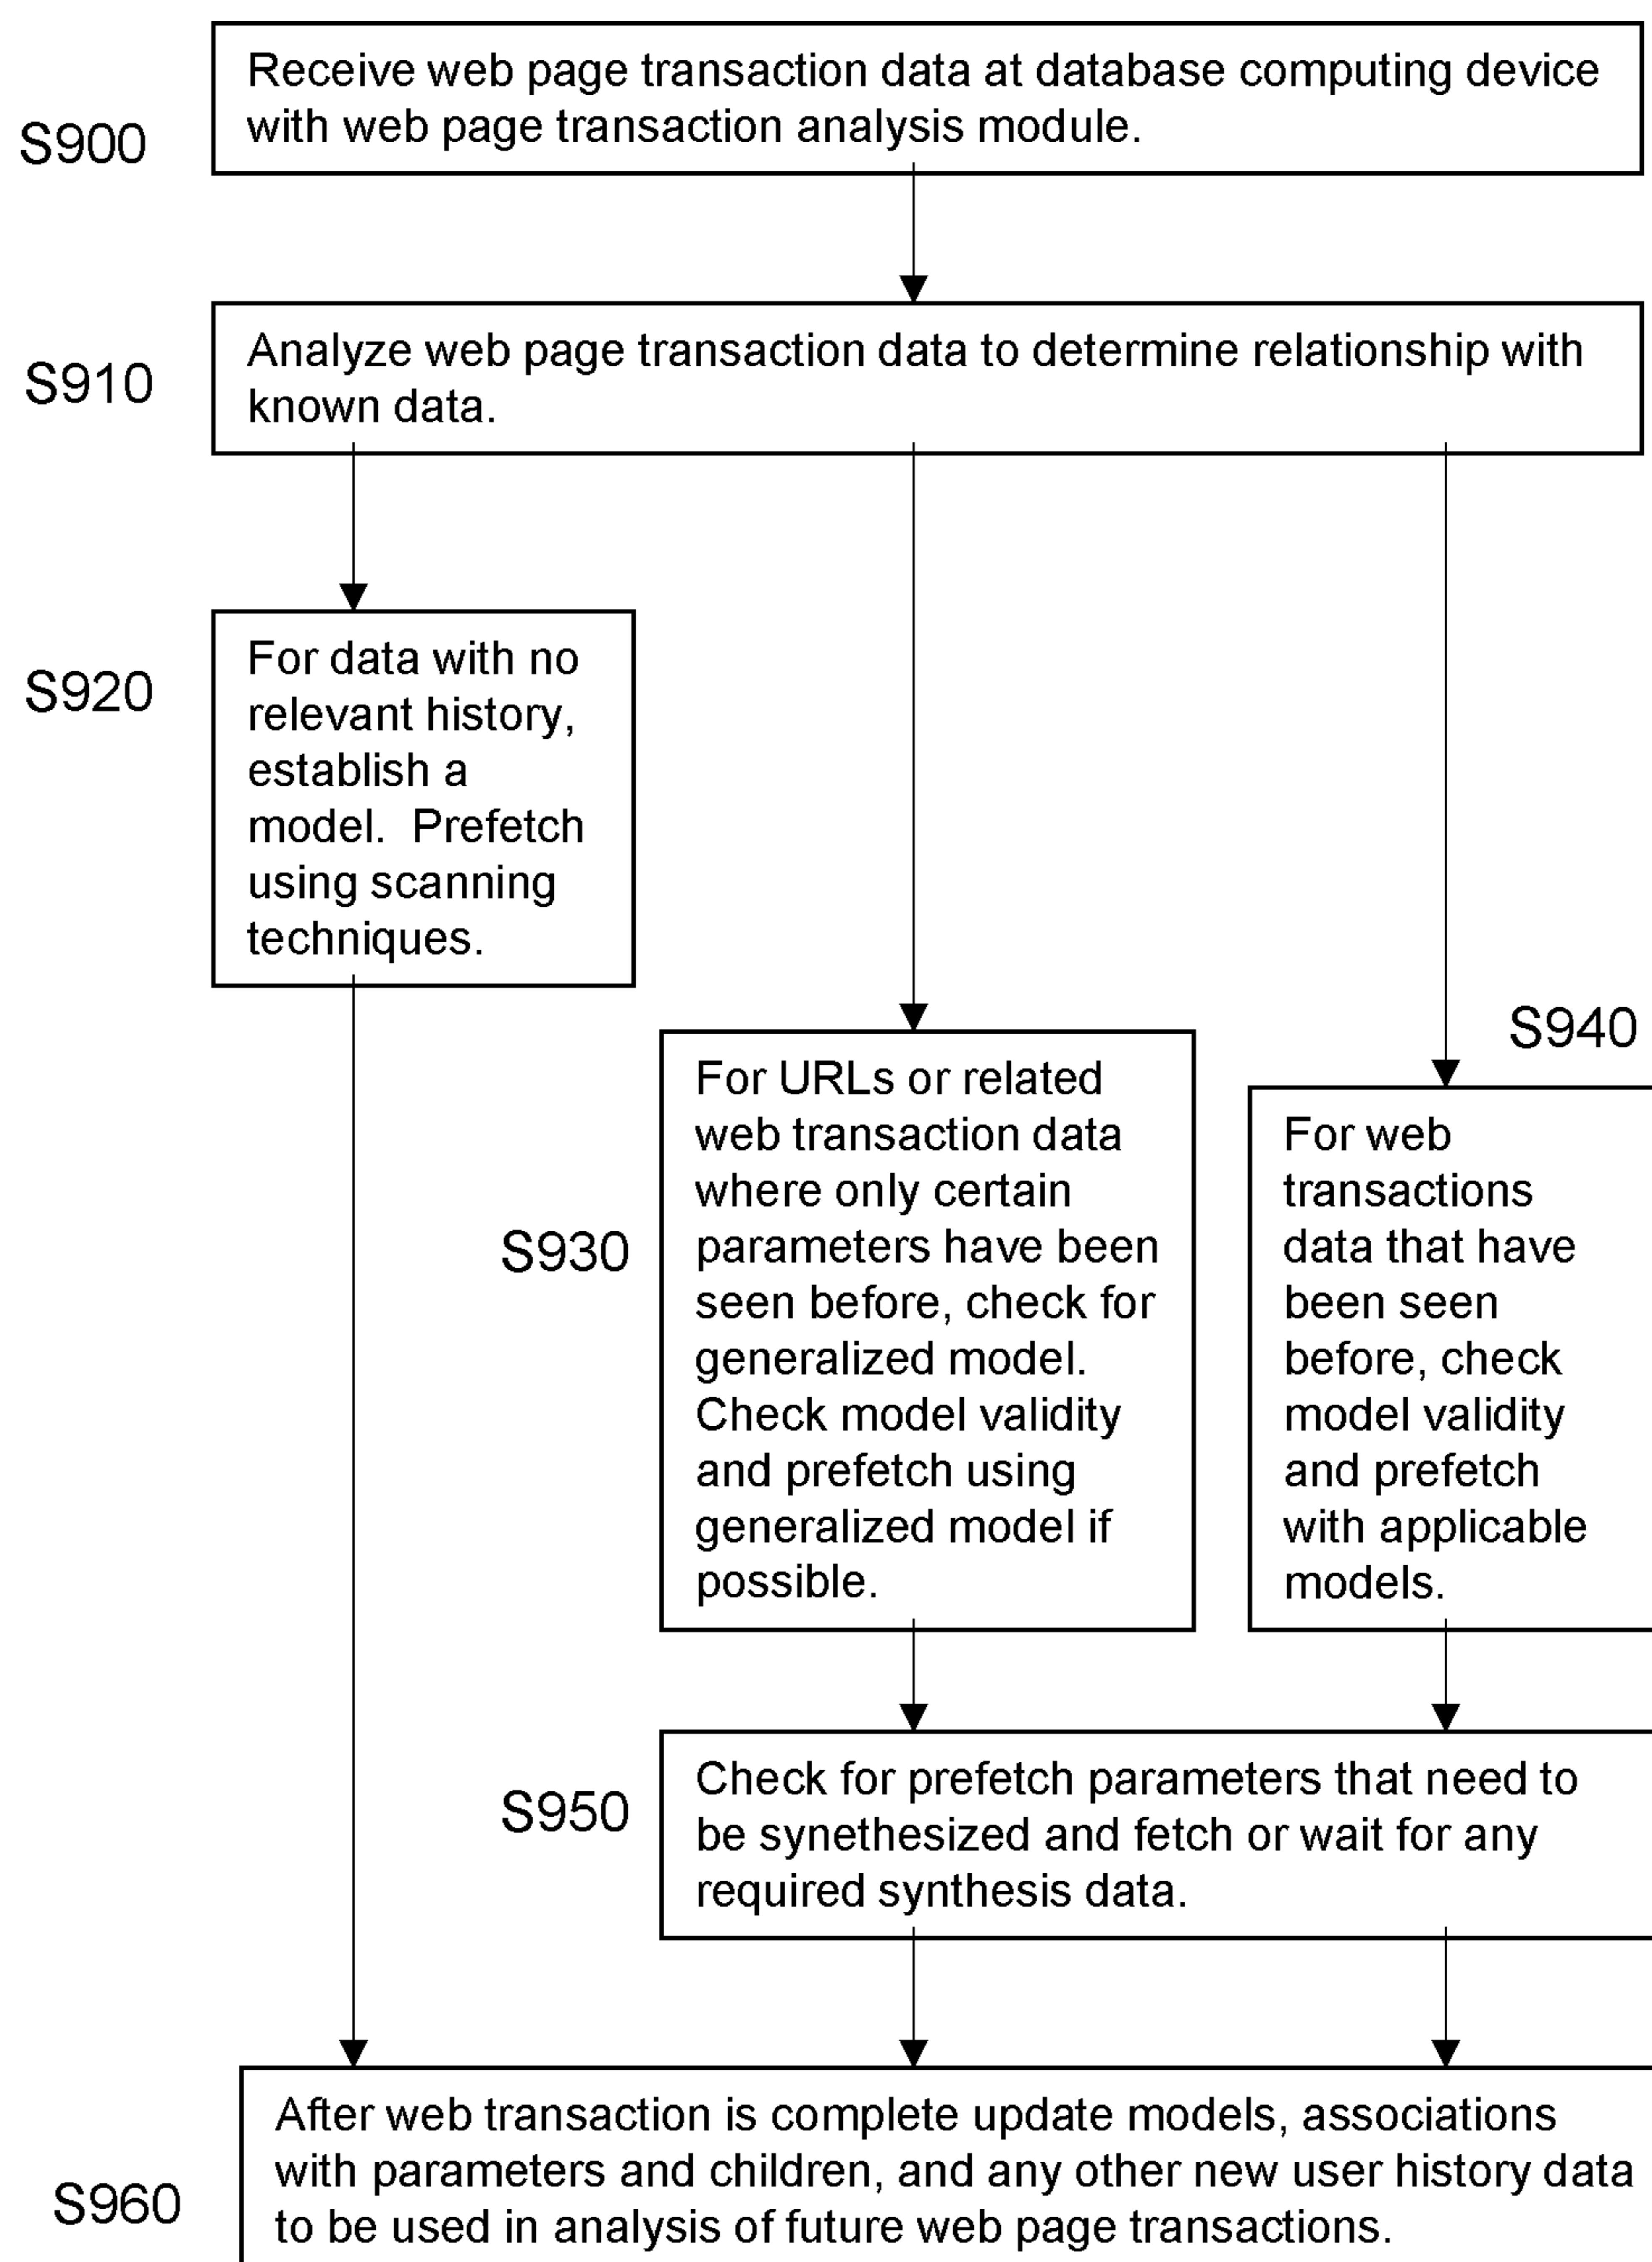 S900
Receive web page transaction data at database computing device
with web page transaction analysis module.
S910
Analyze web page transaction data to determine relationship with
known data.
S920
For data with no
relevant history,
establish a
model.  Prefetch
using scanning
techniques.
S930
For URLs or related
web transaction data
where only certain
parameters have been
seen before, check for
generalized model.
Check model validity
and prefetch using
generalized model if
possible.
S940
For web
transactions
data that have
been seen
before, check
model validity
and prefetch
with applicable
models.
S950
Check for prefetch parameters that need to
be synethesized and fetch or wait for any
required synthesis data.
S960
After web transaction is complete update models, associations
with parameters and children, and any other new user history data
to be used in analysis of future web page transactions.